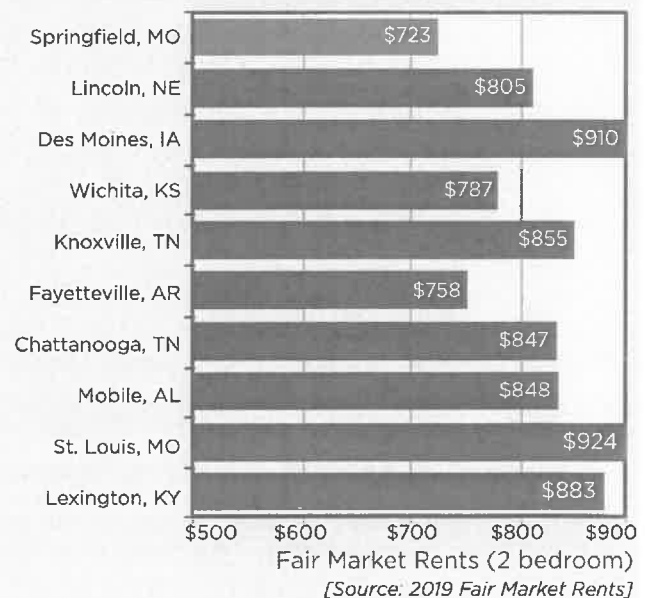 Springfield, MO $723
Lincoln, NE $805
Des Moines, IA $910
Wichita, KS $787
Knoxville, TN $855
Fayetteville, AR $758
Chattanooga, TN $847
Mobile, AL $848
St. Louis, MO $924
Lexington, KY $883
$500 $600 $700 $800 $900
Fair Market Rents (2 bedroom)
[Source: 2019 Fair Market Rents]